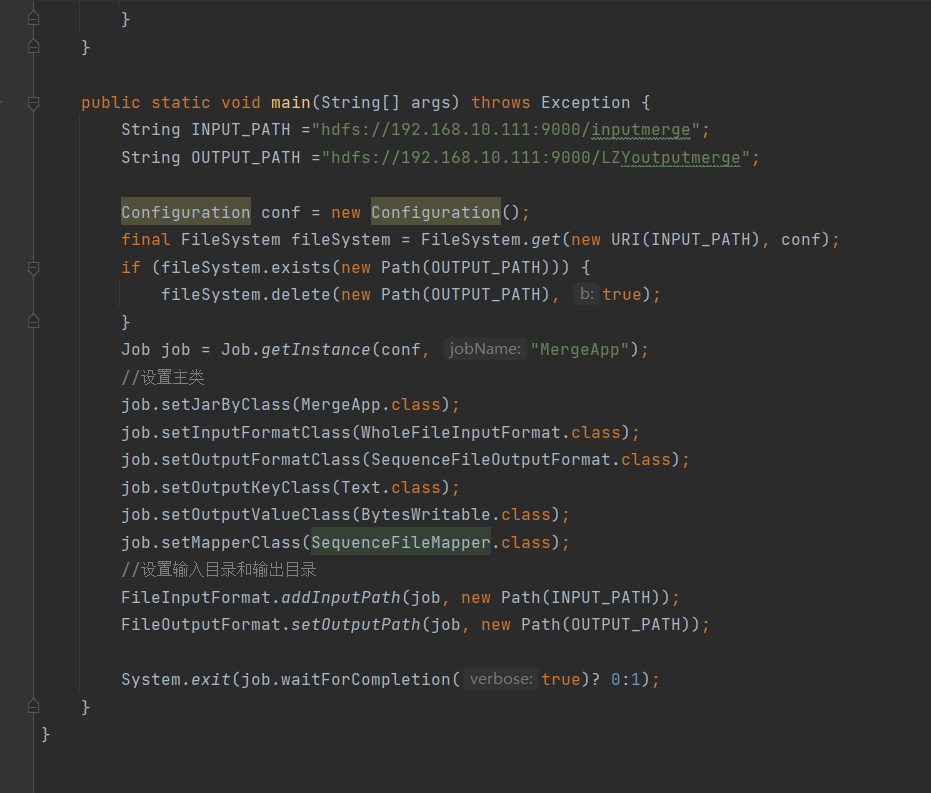 }
}
public static void main(String[] args) throws Exception {
String INPUT_PATH ="hdfs://192.168.10.111:9000/inputmerge";
String OUTPUT_PATH ="hdfs://192.168.10.111:9000/LZYoutputmerge";
Configuration conf = new Configuration();
final FileSystem fileSystem = FileSystem.get(new URI(INPUT_PATH), conf);
if (fileSystem.exists(new Path(OUTPUT_PATH))) {
fileSystem.delete(new Path(OUTPUT_PATH), b: true);
}
Job job = Job.getInstance(conf, jobName: "MergeApp");
//设置主类
job.setJarByClass(MergeApp.class);
job.setInputFormatClass(WholeFileInputFormat.class);
job.setOutputFormatClass(SequenceFileOutputFormat.class);
job.setOutputKeyClass(Text.class);
job.setOutputValueClass(BytesWritable.class);
job.setMapperClass(SequenceFileMapper.class);
//设置输入目录和输出目录
FileInputFormat.addInputPath(job, new Path(INPUT_PATH));
FileOutputFormat.setOutputPath(job, new Path(OUTPUT_PATH));
System.exit(job.waitForCompletion( verbose: true)? 0:1);
}
}